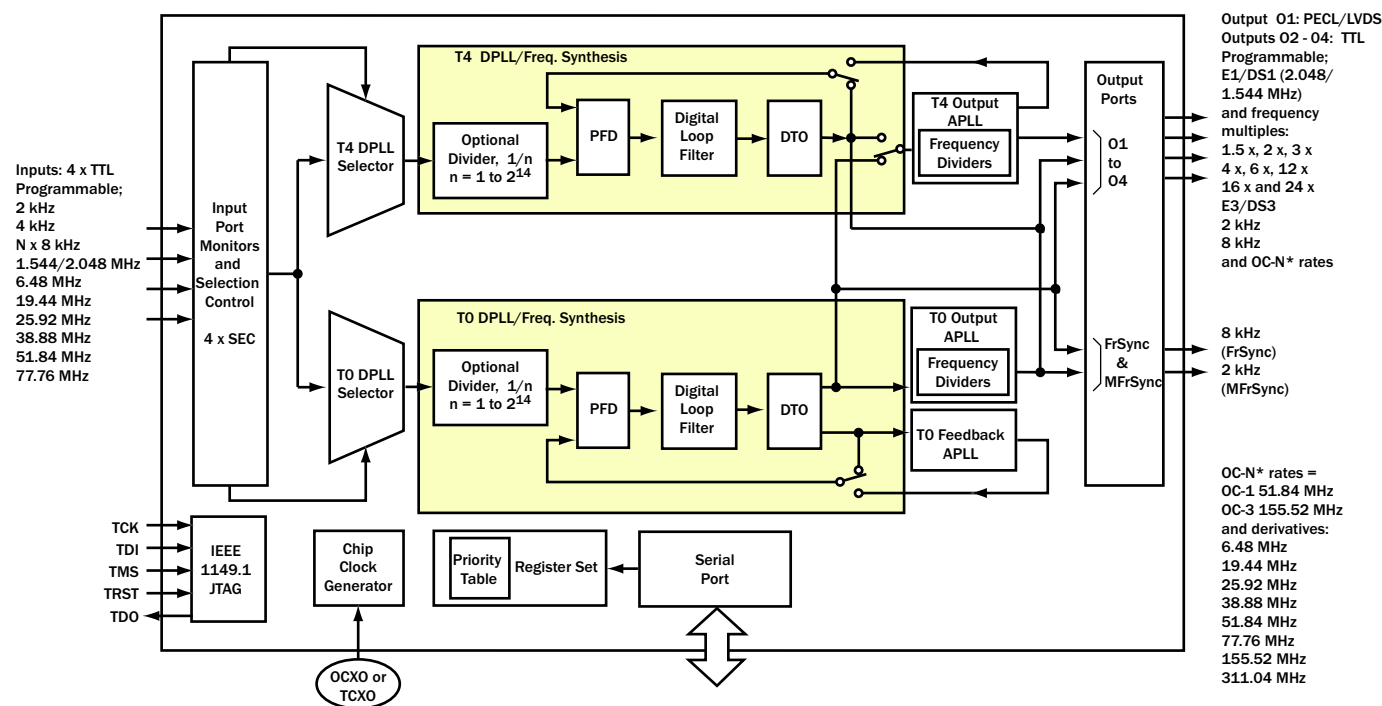 Output O1: PECL/LVDS
Outputs O2 - O4: TTL
Programmable;
E1/DS1 (2.048/
1.544 MHz)
and frequency
multiples:
1.5 x, 2 x, 3 x
4 x, 6 x, 12 x
16 x and 24 x
E3/DS3
2 kHz
8 kHz
and OC-N* rates
Inputs: 4 x TTL
Programmable;
2 kHz
4 kHz
N x 8 kHz
1.544/2.048 MHz
6.48 MHz
19.44 MHz
25.92 MHz
38.88 MHz
51.84 MHz
77.76 MHz
Input
Port
Monitors
and
Selection
Control
4 x SEC
T4 DPLL
Selector
T4 DPLL/Freq. Synthesis
Optional
Divider, 1/n
n = 1 to 2^14
PFD
Digital
Loop
Filter
DTO
T4 Output
APLL
Frequency
Dividers
Output
Ports
O1
to
O4
T0 DPLL
Selector
T0 DPLL/Freq. Synthesis
Optional
Divider, 1/n
n = 1 to 2^14
PFD
Digital
Loop
Filter
DTO
T0 Output
APLL
Frequency
Dividers
T0 Feedback
APLL
FrSync
&
MFrSync
8 kHz
(FrSync)
2 kHz
(MFrSync)
TCK
TDI
TMS
TRST
TDO
IEEE
1149.1
JTAG
Chip
Clock
Generator
OCXO or
TCXO
Priority
Table
Register Set
Serial
Port
OC-N* rates =
OC-1 51.84 MHz
OC-3 155.52 MHz
and derivatives:
6.48 MHz
19.44 MHz
25.92 MHz
38.88 MHz
51.84 MHz
77.76 MHz
155.52 MHz
311.04 MHz